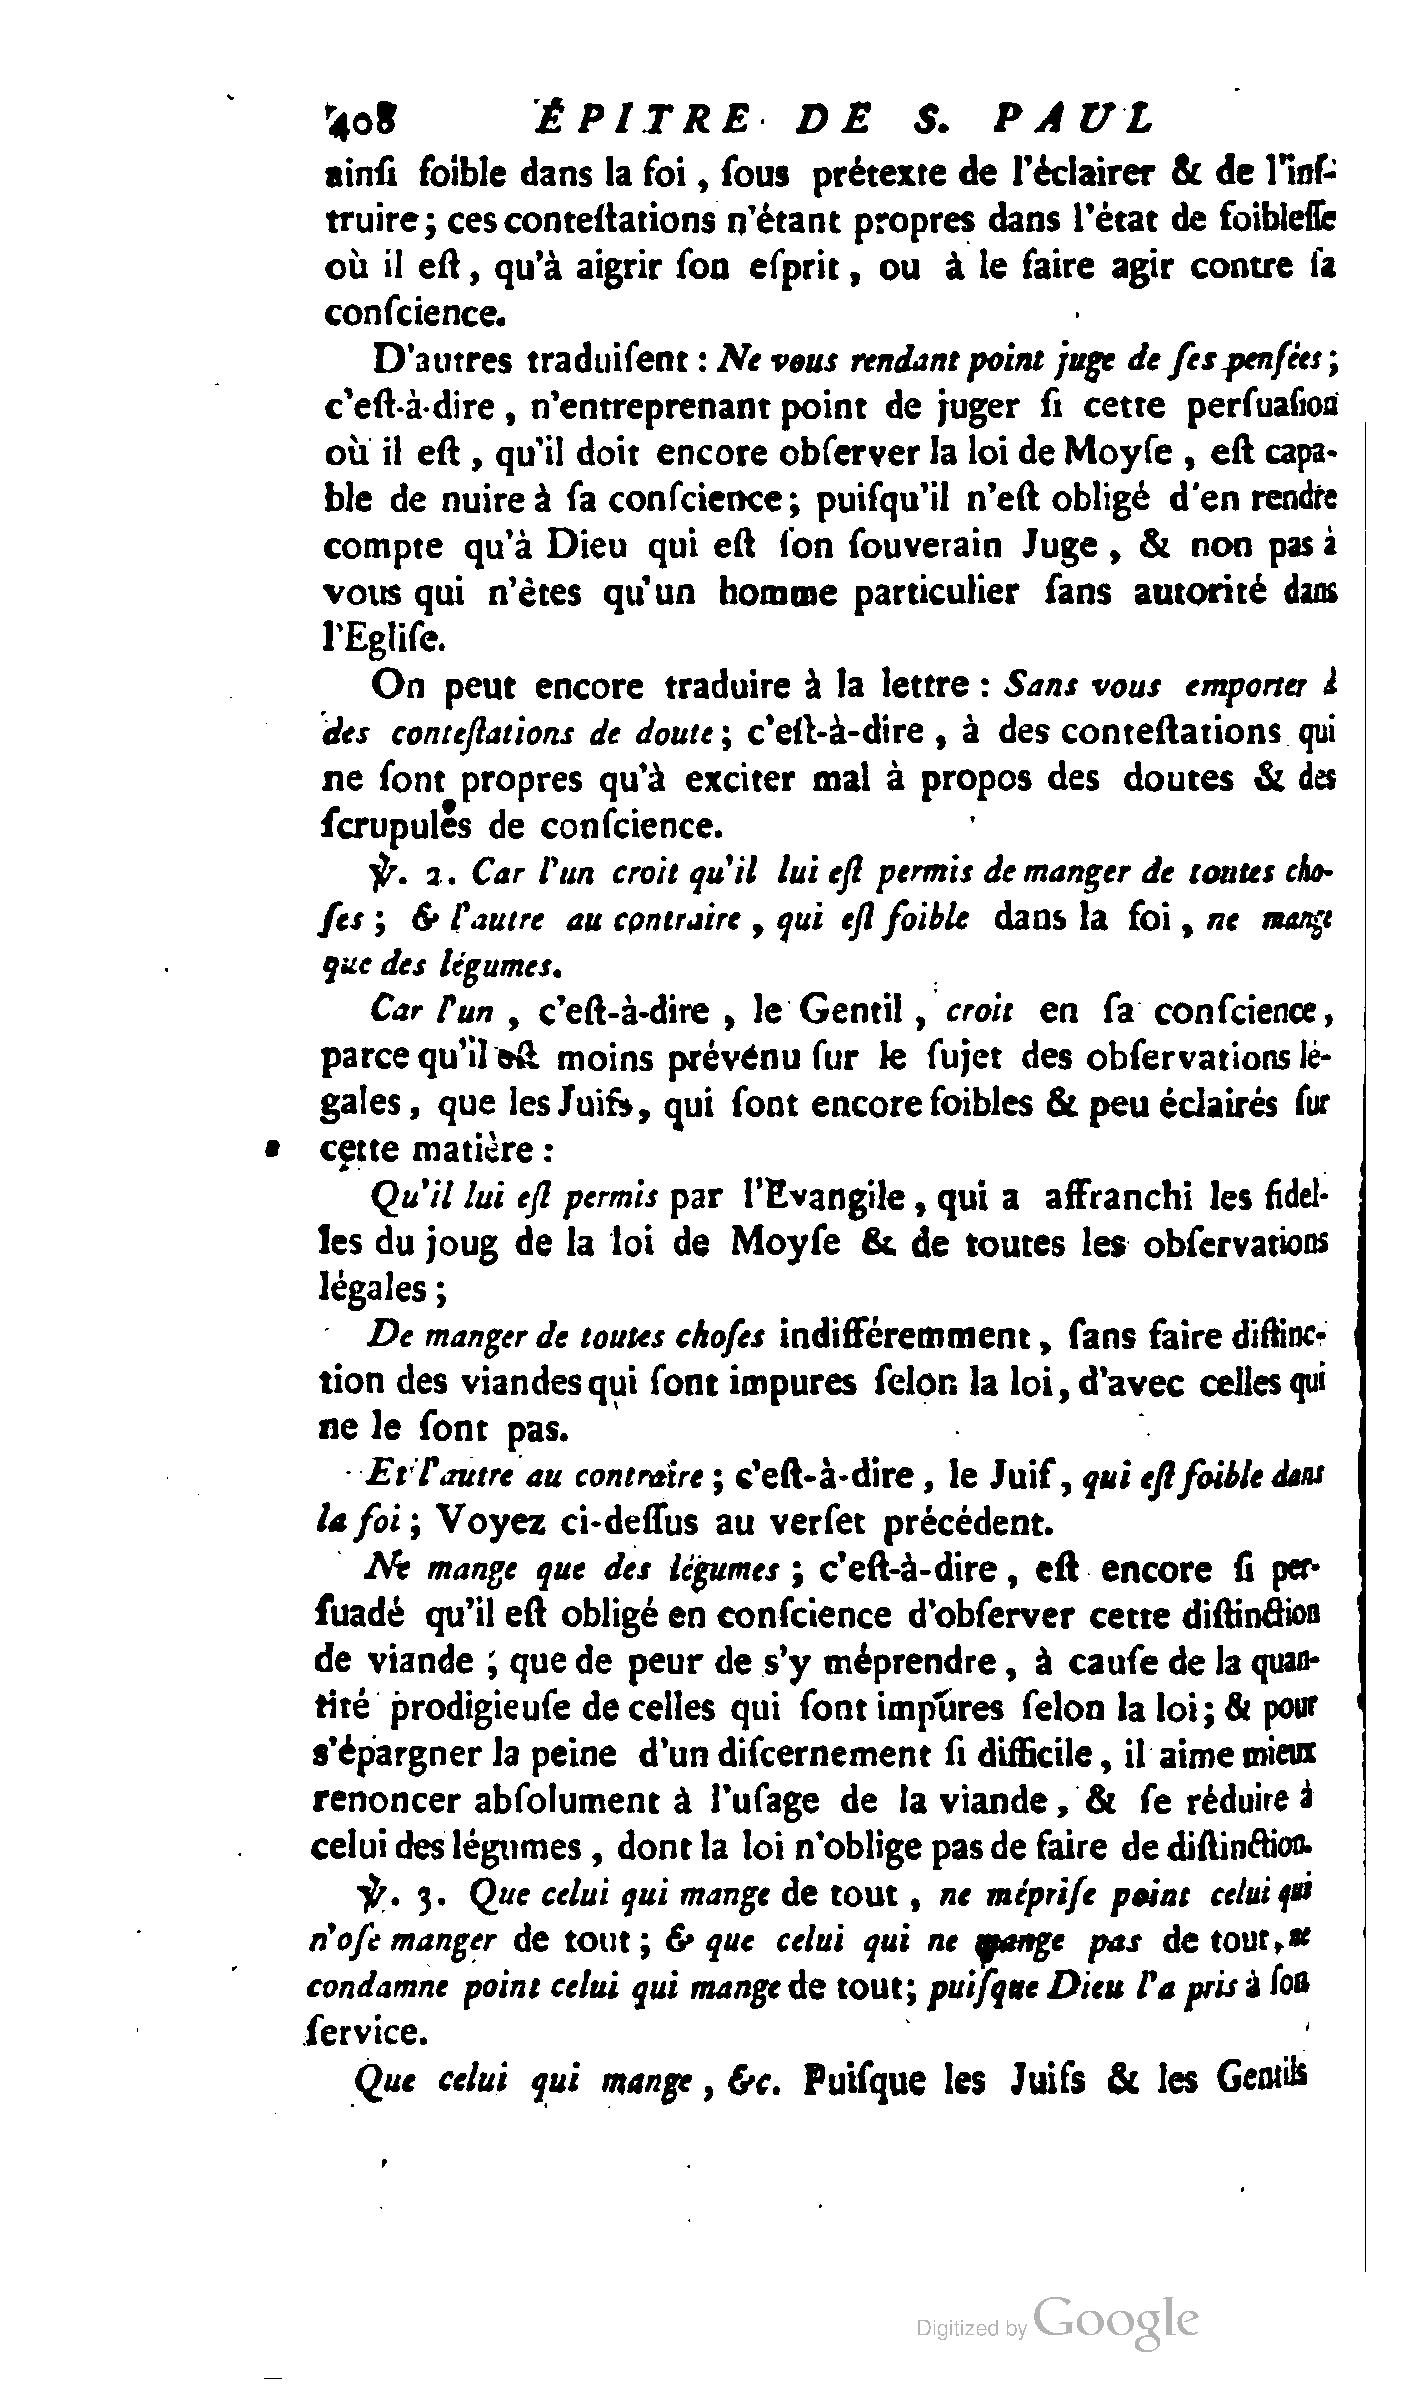 408 ÉPITRE DE S. PAUL
ainſi foible dans la foi, ſous prétexte de l'éclairer & de l'inſ-
truire; ces conteſtations n'étant propres dans l'état de foibleſſe
où il eſt, qu'à aigrir ſon eſprit, ou à le faire agir contre ſa
conſcience.
D'autres traduiſent : Ne vous rendant point juge de ſes penſées;
c'eſt-à-dire, n'entreprenant point de juger ſi cette perſuaſion
où il eſt, qu'il doit encore obſerver la loi de Moyſe, eſt capa-
ble de nuire à ſa conſcience; puiſqu'il n'eſt obligé d'en rendre
compte qu'à Dieu qui eſt ſon ſouverain Juge, & non pas à
vous qui n'êtes qu'un homme particulier ſans autorité dans
l'Egliſe.
On peut encore traduire à la lettre : Sans vous emporter à
des conteſtations de doute; c'eſt-à-dire, à des conteſtations qui
ne ſont propres qu'à exciter mal à propos des doutes & des
ſcrupules de conſcience.
℣. 2. Car l'un croit qu'il lui eſt permis de manger de toutes cho-
ſes; & l'autre au contraire, qui eſt foible dans la foi, ne mange
que des légumes.
Car l'un, c'eſt-à-dire, le Gentil, croit en ſa conſcience,
parce qu'il eſt moins prévénu ſur le ſujet des obſervations lé-
gales, que les Juifs, qui ſont encore foibles & peu éclairés ſur
cette matière :
Qu'il lui eſt permis par l'Evangile, qui a affranchi les fidel-
les du joug de la loi de Moyſe & de toutes les obſervations
légales;
De manger de toutes choſes indifféremment, ſans faire diſtinc-
tion des viandes qui ſont impures ſelon la loi, d'avec celles qui
ne le ſont pas.
Et l'autre au contraire; c'eſt-à-dire, le Juif, qui eſt foible dans
la foi; Voyez ci-deſſus au verſet précédent.
Ne mange que des légumes; c'eſt-à-dire, eſt encore ſi per-
ſuadé qu'il eſt obligé en conſcience d'obſerver cette diſtinction
de viande; que de peur de s'y méprendre, à cauſe de la quan-
tité prodigieuſe de celles qui ſont impures ſelon la loi; & pour
s'épargner la peine d'un diſcernement ſi difficile, il aime mieux
renoncer abſolument à l'uſage de la viande, & ſe réduire à
celui des légumes, dont la loi n'oblige pas de faire de diſtinction.
℣. 3. Que celui qui mange de tout, ne mépriſe point celui qui
n'oſe manger de tout; & que celui qui ne mange pas de tout, ne
condamne point celui qui mange de tout; puiſque Dieu l'a pris à ſon
ſervice.
Que celui qui mange, &c. Puiſque les Juifs & les Gentils
Digitized by Google